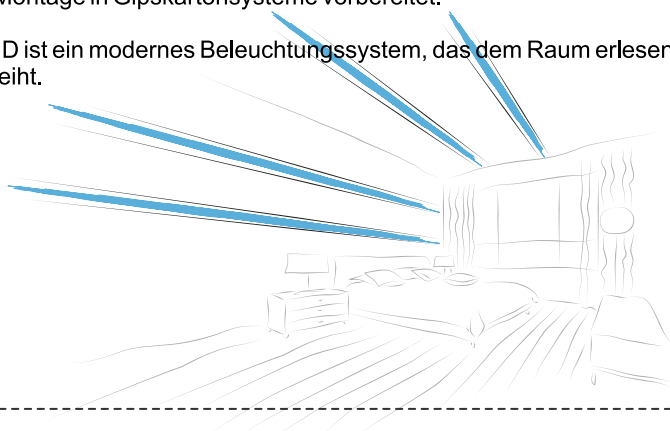 Montage in Gipskartonsysteme vorbereitet.
D ist ein modernes Beleuchtungssystem, das dem Raum erlesen
eiht.